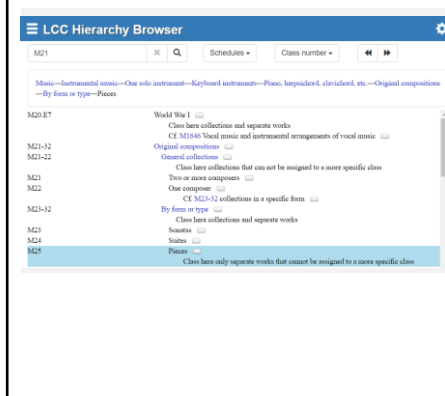 LCC Hierarchy Browser
M21 Schedules Class number
Music—Instrumental music—One solo instrument—Keyboard instruments—Piano, harpsichord, clavichord, etc.—Original compositions
—By form or type—Pieces
M20.E7 World War I
Class here collections and separate works
Cf. M1646 Vocal music and instrumental arrangements of vocal music
M21-32 Original compositions
M21-22 General collections
Class here collections that can not be assigned to a more specific class
M21 Two or more composers
M22 One composer
Cf. M23-32 collections in a specific form
M23-32 By form or type
Class here collections and separate works
M23 Sonatas
M24 Suites
M25 Pieces
Class here only separate works that cannot be assigned to a more specific class